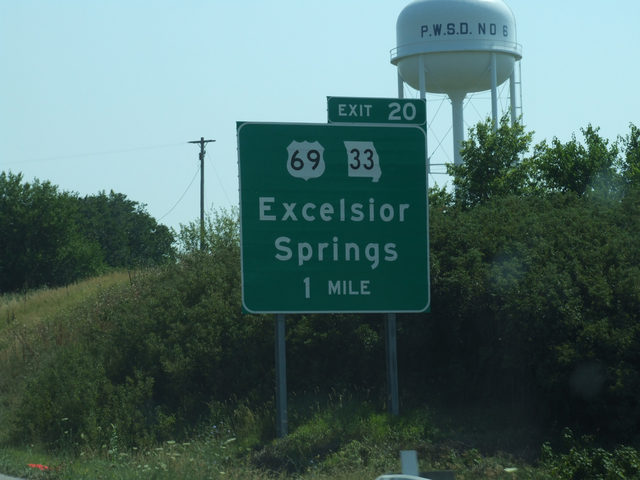 P.W.S.D. NO 6
EXIT 20
69 33
Excelsior
Springs
1 MILE